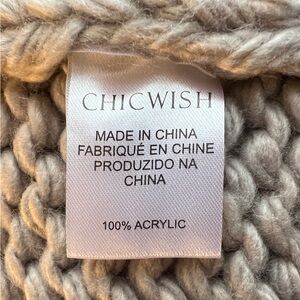 CHICWISH
MADE IN CHINA
FABRIQUÉ EN CHINE
PRODUZIDO NA
CHINA
100% ACRYLIC